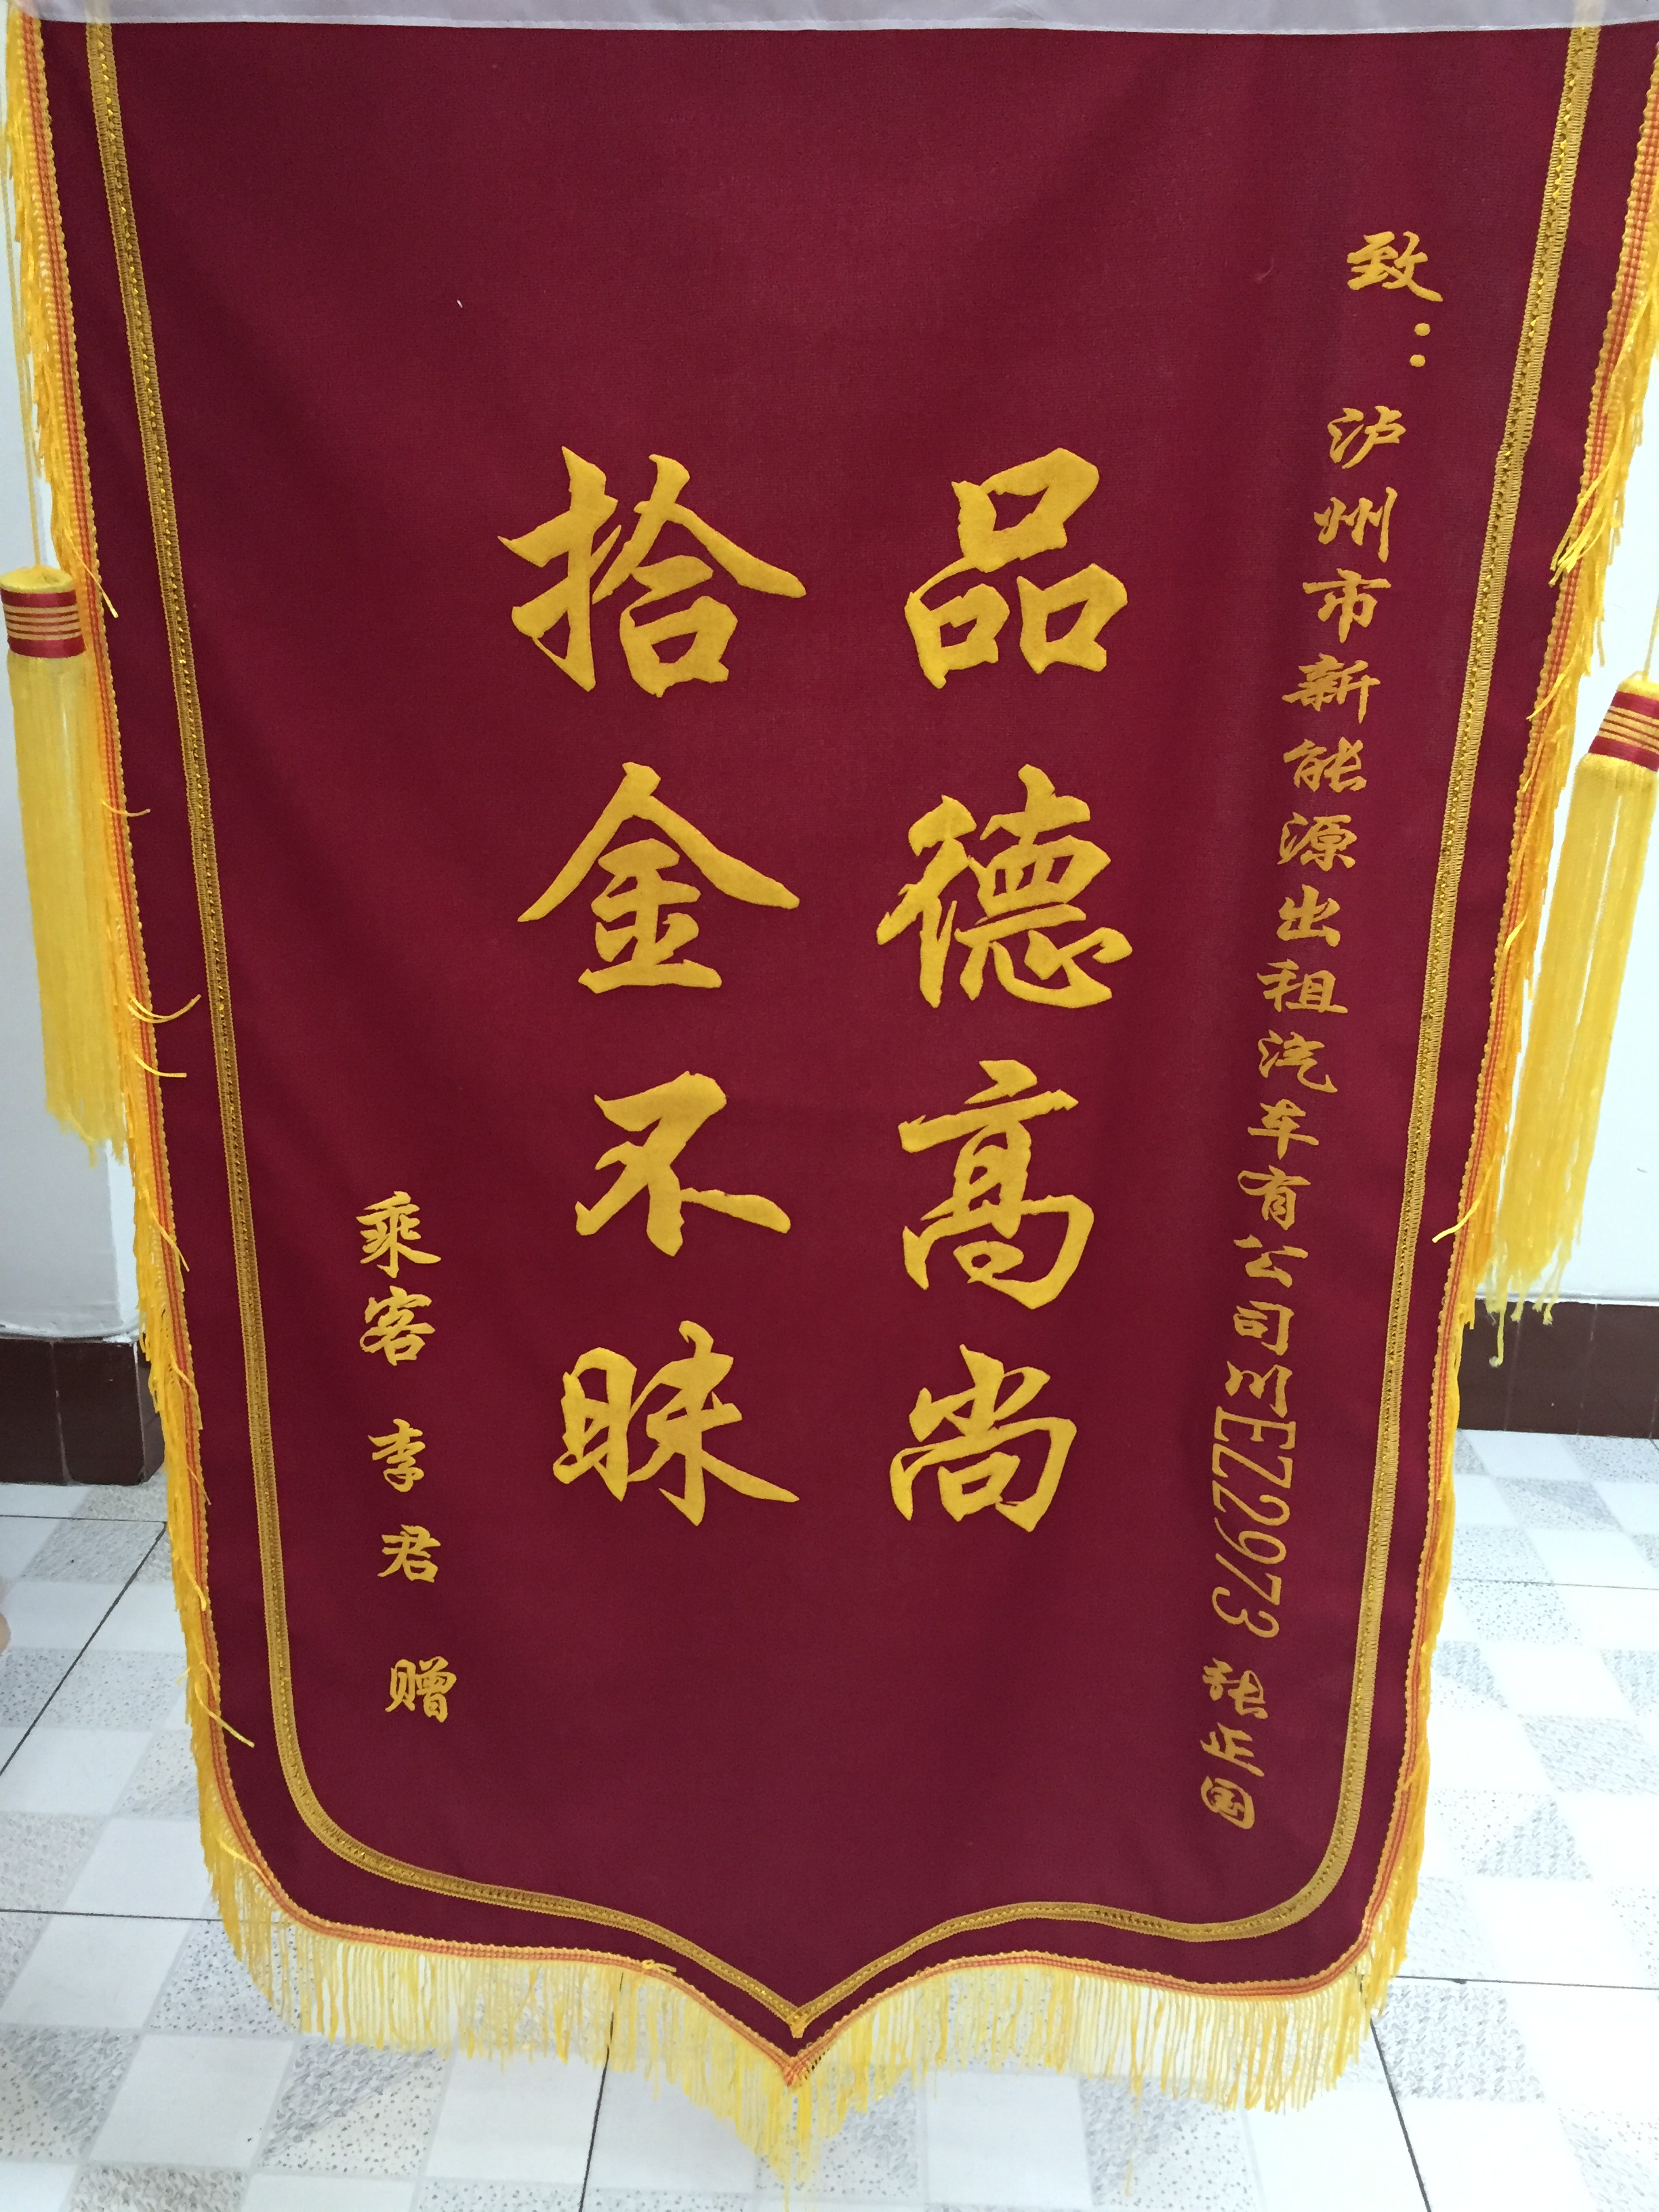 致：泸州市新能源出租汽车有公司川EZ2973 张丘国
品德高尚
拾金不昧
乘客 李君 赠